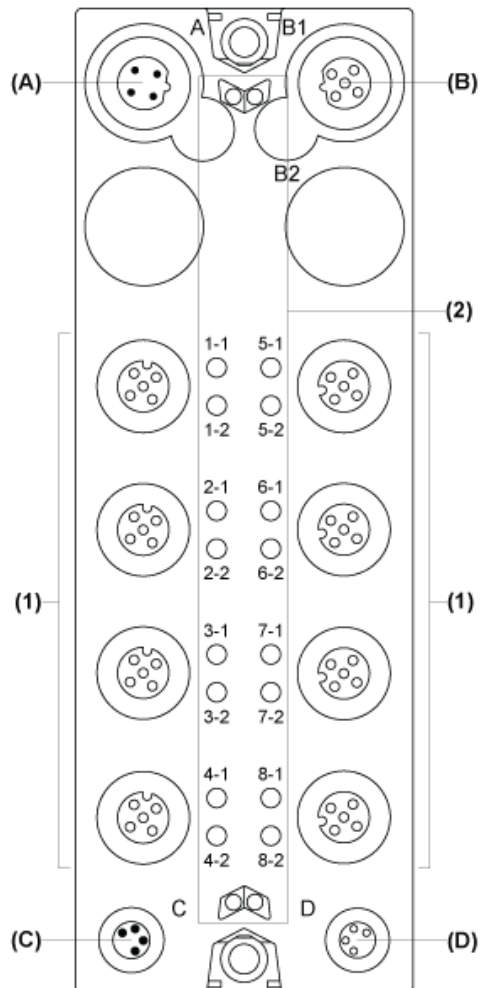 A B1
(A) (B)
B2
(2)
1-1 5-1
1-2 5-2
2-1 6-1
2-2 6-2
(1) (1)
3-1 7-1
3-2 7-2
4-1 8-1
4-2 8-2
C D
(C) (D)